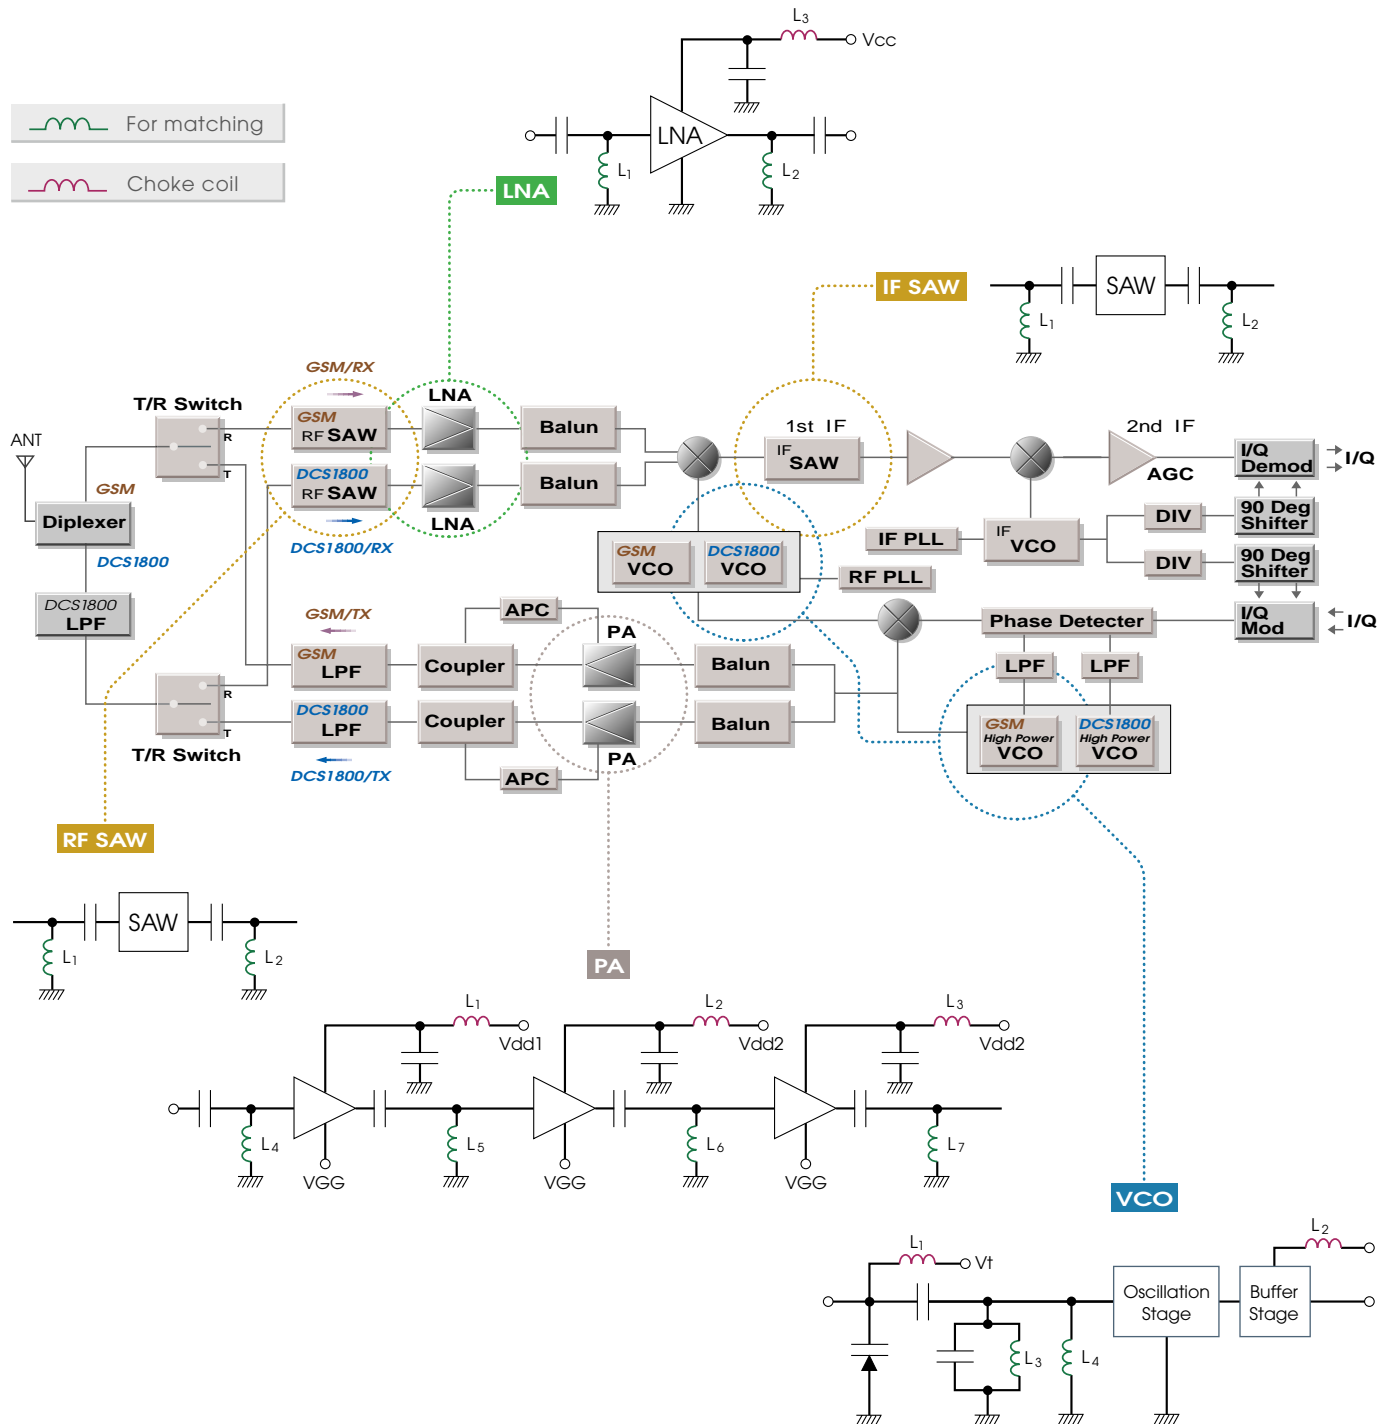 L3
Vcc
For matching
LNA
Choke coil
L1
L2
LNA
IF SAW
SAW
L1
L2
GSM/RX
LNA
T/R Switch
GSM
RF SAW
R
T
Balun
1st IF
IF
SAW
2nd IF
AGC
I/Q
Demod
I/Q
ANT
GSM
Diplexer
DCS1800
DCS1800
RF SAW
LNA
Balun
DCS1800/RX
GSM
VCO
DCS1800
VCO
IF PLL
IF
VCO
DIV
90 Deg
Shifter
DIV
90 Deg
Shifter
RF PLL
DCS1800
LPF
GSM/TX
APC
PA
Phase Detecter
I/Q
Mod
I/Q
GSM
LPF
Coupler
Balun
LPF
LPF
R
T
T/R Switch
DCS1800
LPF
Coupler
Balun
GSM
High Power
VCO
DCS1800
High Power
VCO
DCS1800/TX
APC
PA
RF SAW
SAW
L1
L2
PA
L1
Vdd1
L2
Vdd2
L3
Vdd2
L4
L5
L6
L7
VGG
VGG
VGG
VCO
L1
Vt
L2
Oscillation
Stage
Buffer
Stage
L3
L4